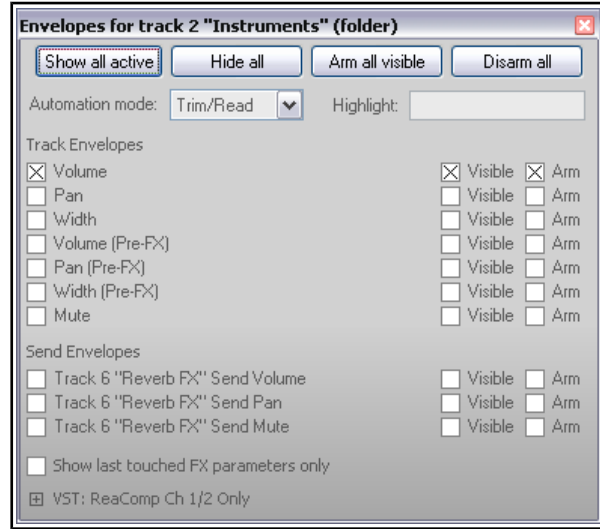 Envelopes for track 2 "Instruments" (folder)
Show all active Hide all Arm all visible Disarm all
Automation mode: Trim/Read Highlight:
Track Envelopes
Volume Visible Arm
Pan Visible Arm
Width Visible Arm
Volume (Pre-FX) Visible Arm
Pan (Pre-FX) Visible Arm
Width (Pre-FX) Visible Arm
Mute Visible Arm
Send Envelopes
Track 6 "Reverb FX" Send Volume Visible Arm
Track 6 "Reverb FX" Send Pan Visible Arm
Track 6 "Reverb FX" Send Mute Visible Arm
Show last touched FX parameters only
VST: ReaComp Ch 1/2 Only